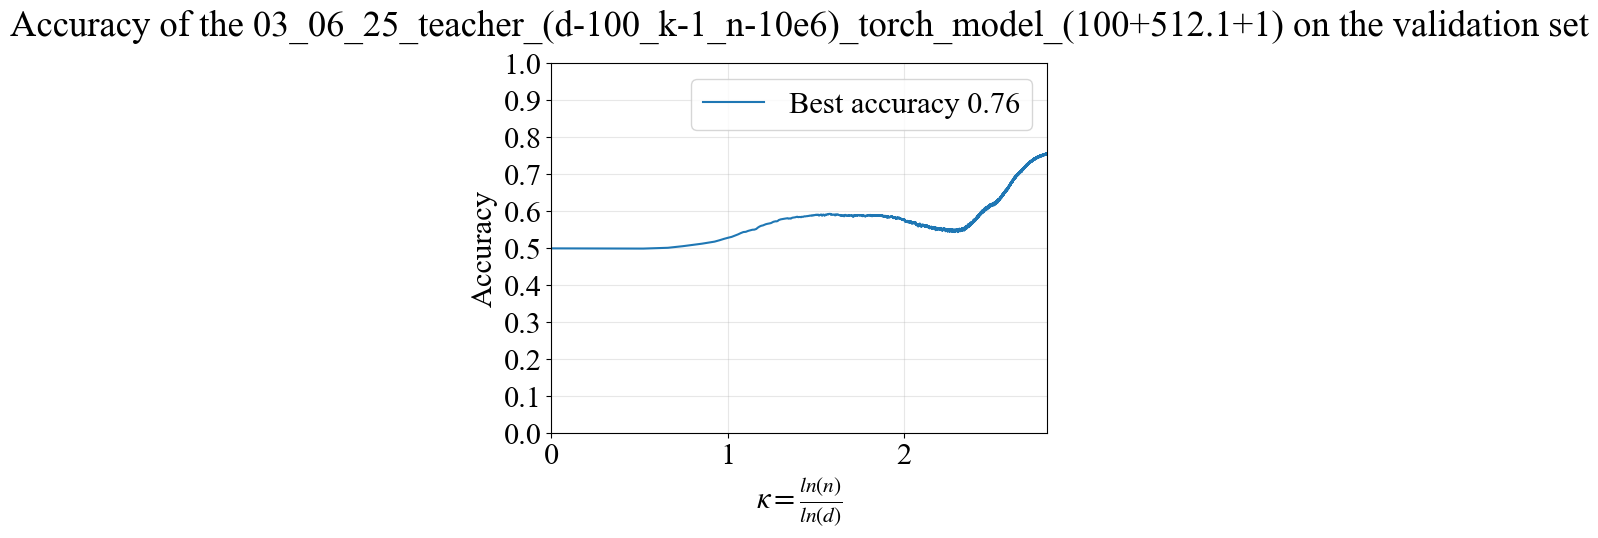 Accuracy of the 03_06_25_teacher_(d-100_k-1_n-10e6)_torch_model_(100+512.1+1) on the validation set
Best accuracy 0.76
1.0
0.9
0.8
0.7
0.6
0.5
0.4
0.3
0.2
0.1
0.0
Accuracy
0 1 2
κ = ln(n) / ln(d)